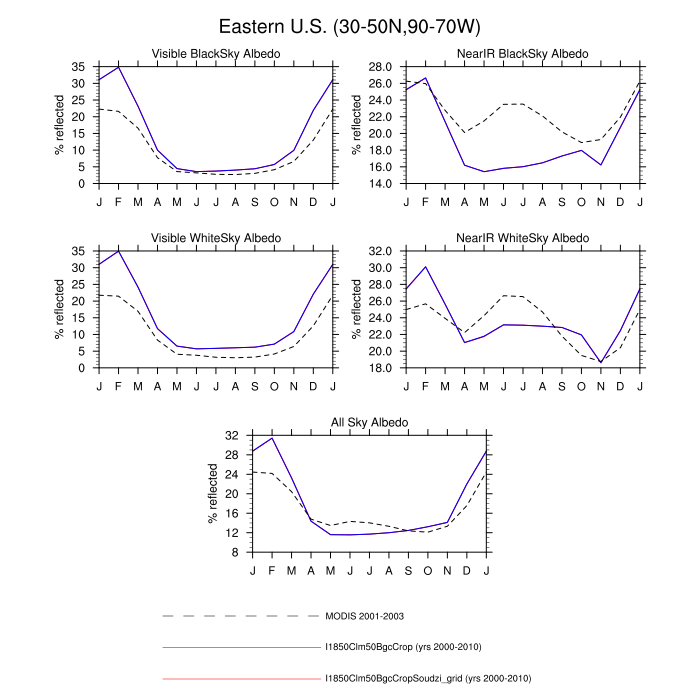 Eastern U.S. (30-50N,90-70W)
Visible BlackSky Albedo
NearIR BlackSky Albedo
% reflected
35
30
25
20
15
10
5
0
J F M A M J J A S O N D J
% reflected
28.0
26.0
24.0
22.0
20.0
18.0
16.0
14.0
J F M A M J J A S O N D J
Visible WhiteSky Albedo
NearIR WhiteSky Albedo
% reflected
35
30
25
20
15
10
5
0
J F M A M J J A S O N D J
% reflected
32.0
30.0
28.0
26.0
24.0
22.0
20.0
18.0
J F M A M J J A S O N D J
All Sky Albedo
% reflected
32
28
24
20
16
12
8
J F M A M J J A S O N D J
MODIS 2001-2003
I1850Clm50BgcCrop (yrs 2000-2010)
I1850Clm50BgcCropSoudzi_grid (yrs 2000-2010)